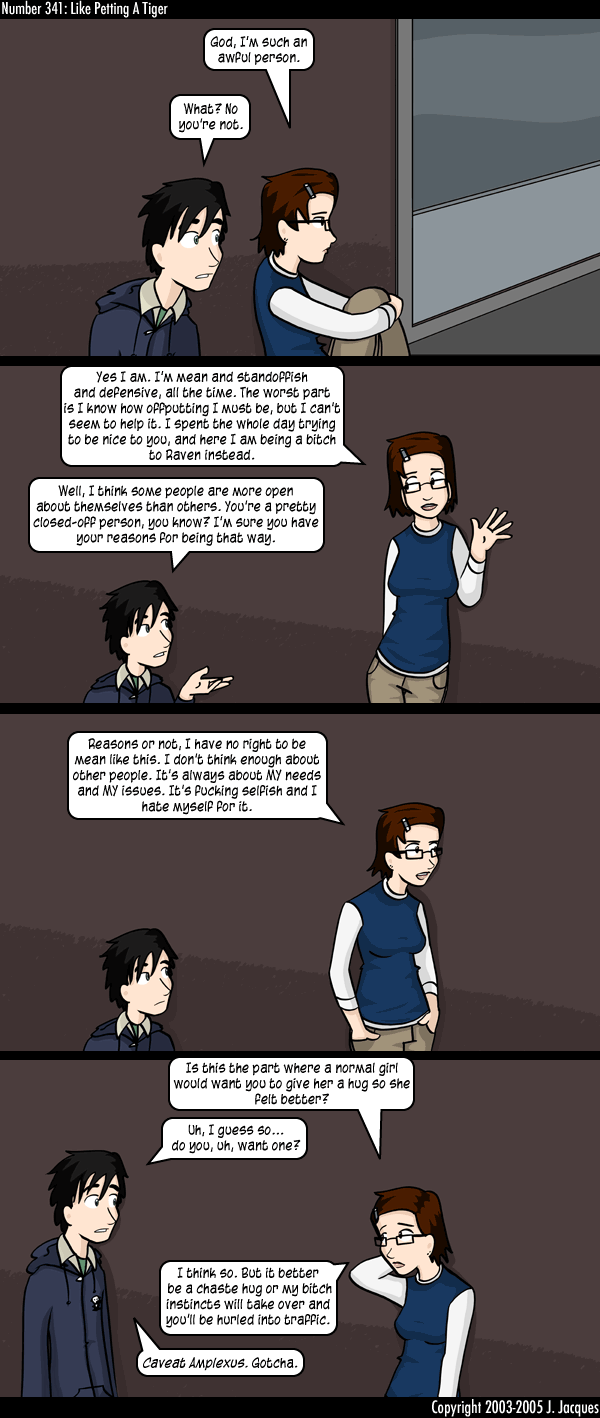 Number 341: Like Petting A Tiger
God, I'm such an
awful person.
What? No
you're not.
Yes I am. I'm mean and standoffish
and defensive, all the time. The worst part
is I know how offputting I must be, but I can't
seem to help it. I spent the whole day trying
to be nice to you, and here I am being a bitch
to Raven instead.
Well, I think some people are more open
about themselves than others. You're a pretty
closed-off person, you know? I'm sure you have
your reasons for being that way.
Reasons or not, I have no right to be
mean like this. I don't think enough about
other people. It's always about MY needs
and MY issues. It's fucking selfish and I
hate myself for it.
Is this the part where a normal girl
would want you to give her a hug so she
felt better?
Uh, I guess so...
do you, uh, want one?
I think so. But it better
be a chaste hug or my bitch
instincts will take over and
you'll be hurled into traffic.
Caveat Amplexus. Gotcha.
Copyright 2003-2005 J. Jacques